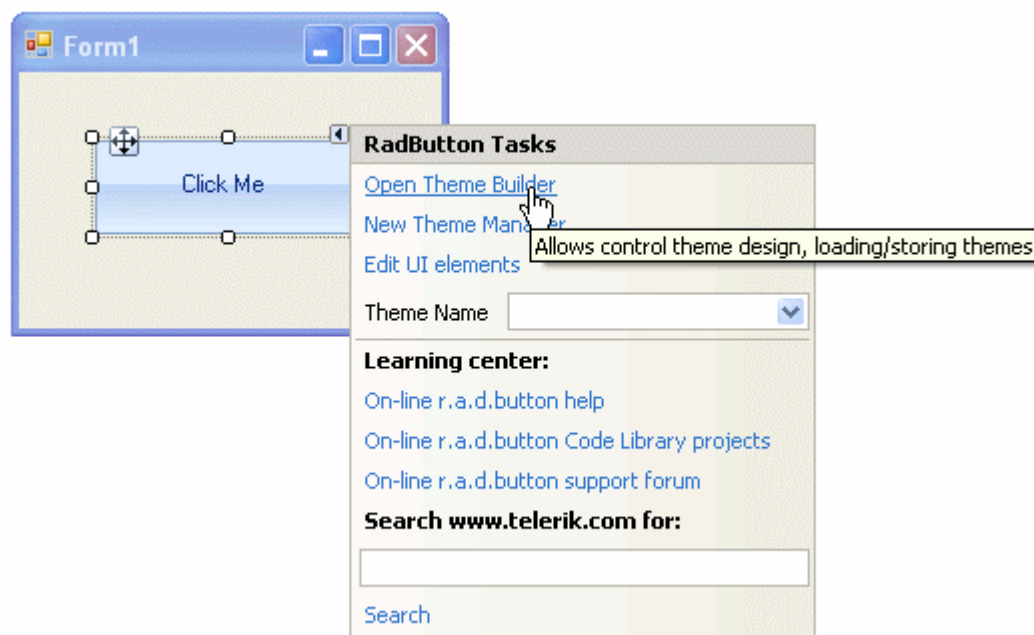 Form1
Click Me
RadButton Tasks
Open Theme Builder
New Theme Manager
Allows control theme design, loading/storing themes
Edit UI elements
Theme Name
Learning center:
On-line r.a.d.button help
On-line r.a.d.button Code Library projects
On-line r.a.d.button support forum
Search www.telerik.com for:
Search